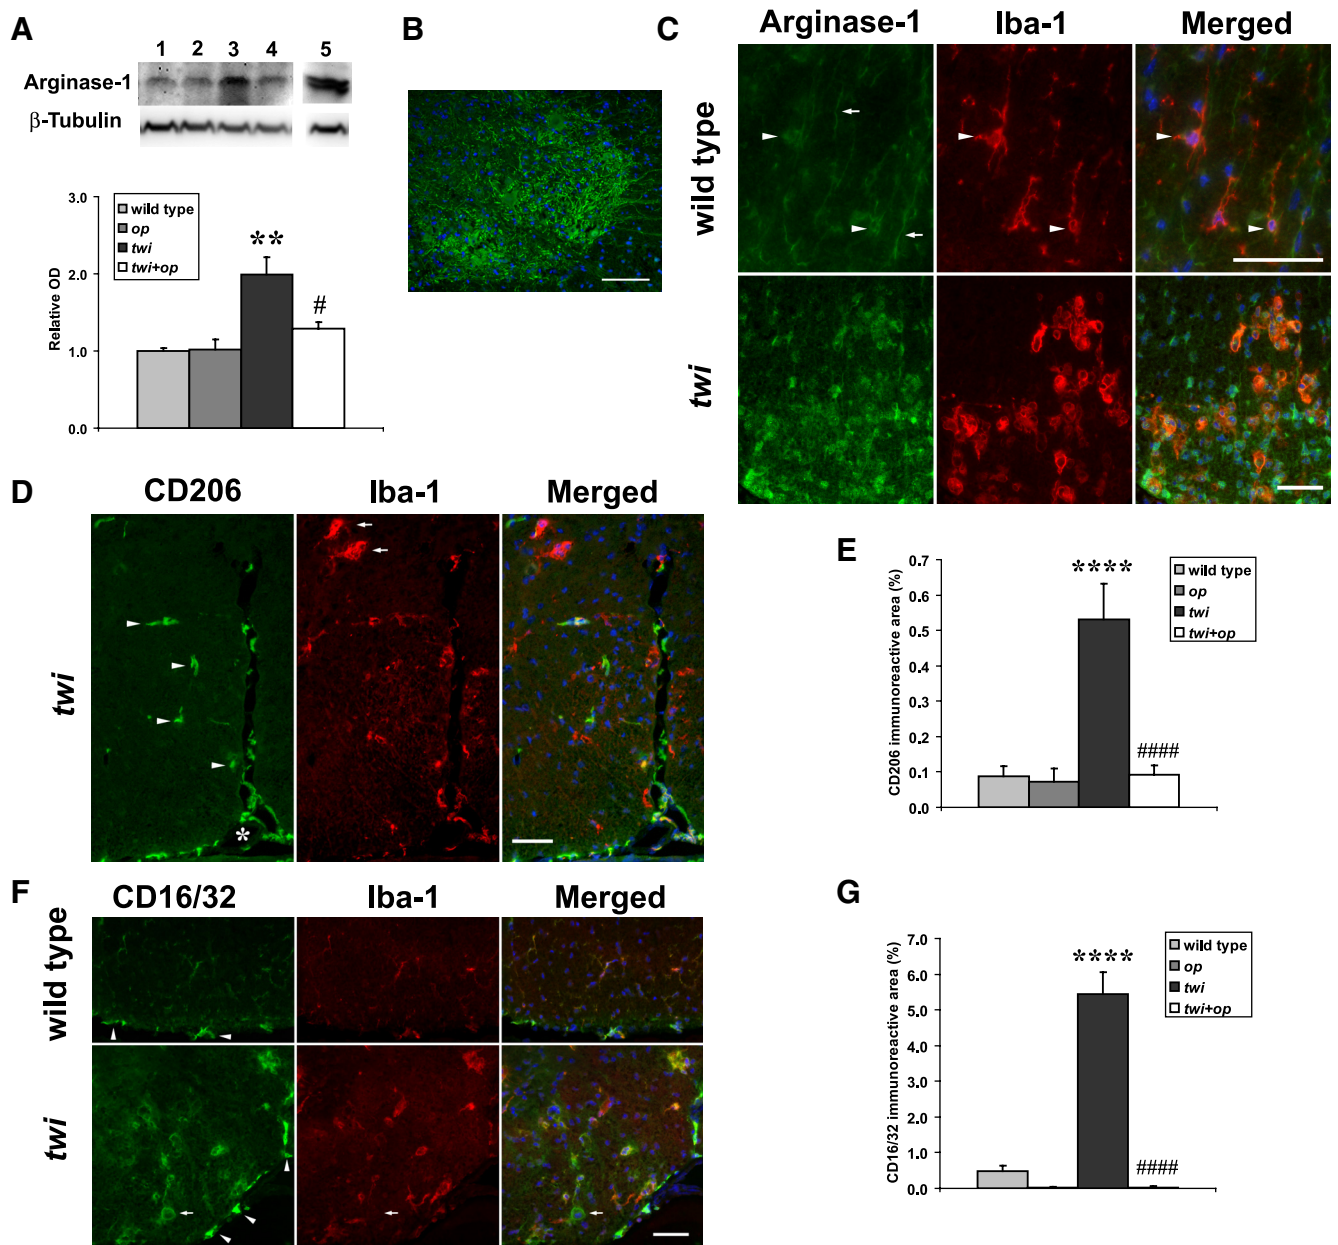 A
1 2 3 4 5
Arginase-1
β-Tubulin
3.0
2.0
1.0
0.0
Relative OD
wild type
op
twi
twi+op
**
#
B
C
Arginase-1 Iba-1 Merged
wild type
twi
D
CD206 Iba-1 Merged
twi
*
E
0.7
0.6
0.5
0.4
0.3
0.2
0.1
0.0
CD206 immunoreactive area (%)
****
####
wild type
op
twi
twi+op
F
CD16/32 Iba-1 Merged
wild type
twi
G
7.0
6.0
5.0
4.0
3.0
2.0
1.0
0.0
CD16/32 immunoreactive area (%)
****
####
wild type
op
twi
twi+op